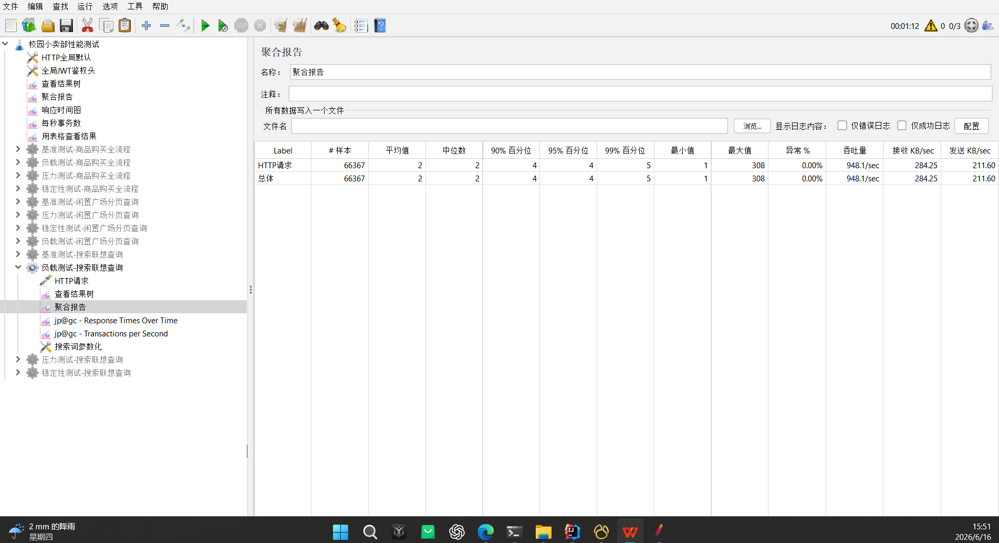 文件 编辑 查找 运行 选项 工具 帮助
STOP
00:01:12 0 0/3
校园小卖部性能测试
HTTP全局默认
全局JWT鉴权头
查看结果树
聚合报告
响应时间图
每秒事务数
用表格查看结果
基准测试-商品购买全流程
负载测试-商品购买全流程
压力测试-商品购买全流程
稳定性测试-商品购买全流程
基准测试-闲置广场分页查询
压力测试-闲置广场分页查询
稳定性测试-闲置广场分页查询
负载测试-闲置广场分页查询
基准测试-搜索联想查询
负载测试-搜索联想查询
HTTP请求
查看结果树
聚合报告
jp@gc - Response Times Over Time
jp@gc - Transactions per Second
搜索词参数化
压力测试-搜索联想查询
稳定性测试-搜索联想查询
聚合报告
名称： 聚合报告
注释：
所有数据写入一个文件
文件名 浏览... 显示日志内容： 仅错误日志 仅成功日志 配置
Label # 样本 平均值 中位数 90% 百分位 95% 百分位 99% 百分位 最小值 最大值 异常 % 吞吐量 接收 KB/sec 发送 KB/sec
HTTP请求 66367 2 2 4 4 5 1 308 0.00% 948.1/sec 284.25 211.60
总体 66367 2 2 4 4 5 1 308 0.00% 948.1/sec 284.25 211.60
2 mm 的降雨
星期四
IJ
15:51
2026/6/16